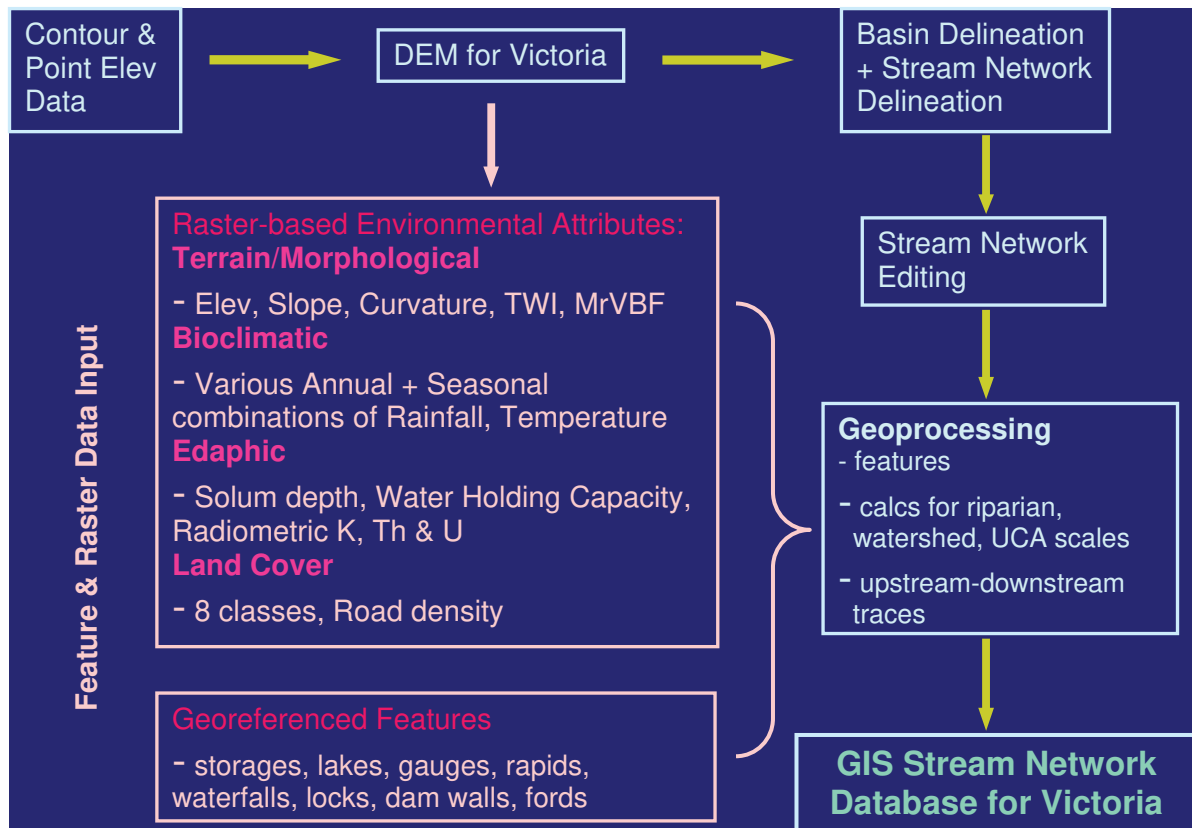 Contour &
Point Elev
Data
DEM for Victoria
Basin Delineation
+ Stream Network
Delineation
Feature & Raster Data Input
Raster-based Environmental Attributes:
Terrain/Morphological
- Elev, Slope, Curvature, TWI, MrVBF
Bioclimatic
- Various Annual + Seasonal
combinations of Rainfall, Temperature
Edaphic
- Solum depth, Water Holding Capacity,
Radiometric K, Th & U
Land Cover
- 8 classes, Road density
Georeferenced Features
- storages, lakes, gauges, rapids,
waterfalls, locks, dam walls, fords
Stream Network
Editing
Geoprocessing
- features
- calcs for riparian,
watershed, UCA scales
- upstream-downstream
traces
GIS Stream Network
Database for Victoria